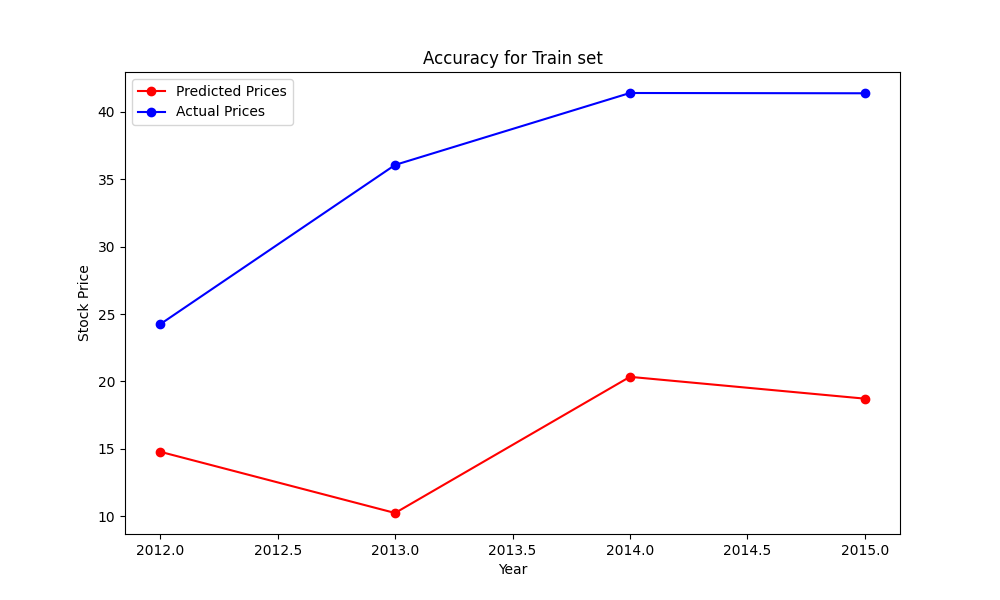 Accuracy for Train set
Predicted Prices
Actual Prices
Stock Price
40
35
30
25
20
15
10
2012.0 2012.5 2013.0 2013.5 2014.0 2014.5 2015.0
Year